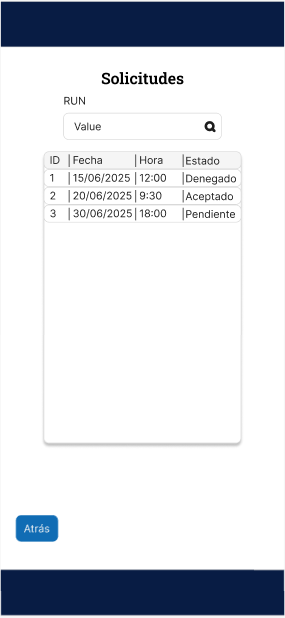 Solicitudes
RUN
Value
ID | Fecha | Hora | Estado
1 | 15/06/2025 | 12:00 | Denegado
2 | 20/06/2025 | 9:30 | Aceptado
3 | 30/06/2025 | 18:00 | Pendiente
Atrás